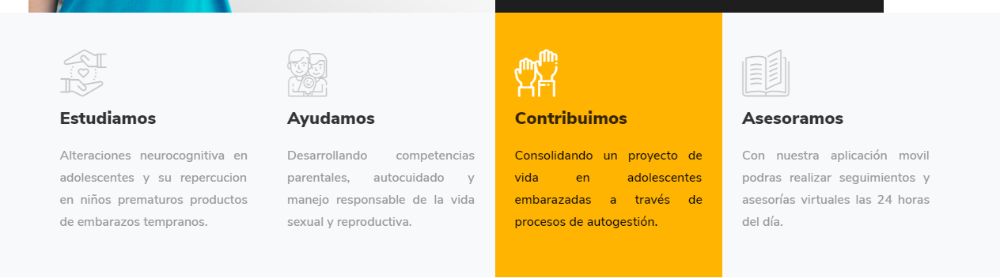 Estudiamos
Alteraciones neurocognitiva en
adolescentes y su repercucion
en niños prematuros productos
de embarazos tempranos.
Ayudamos
Desarrollando competencias
parentales, autocuidado y
manejo responsable de la vida
sexual y reproductiva.
Contribuimos
Consolidando un proyecto de
vida en adolescentes
embarazadas a través de
procesos de autogestión.
Asesoramos
Con nuestra aplicación movil
podras realizar seguimientos y
asesorías virtuales las 24 horas
del día.